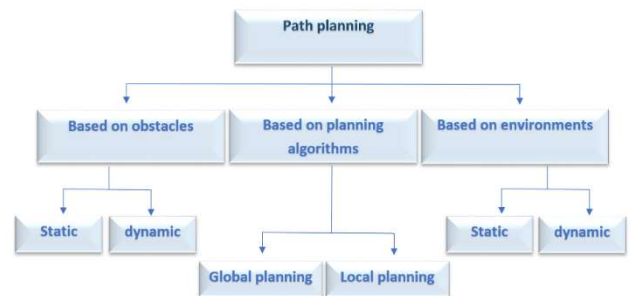 Path planning
Based on obstacles
Based on planning
algorithms
Based on environments
Static
dynamic
Static
dynamic
Global planning
Local planning